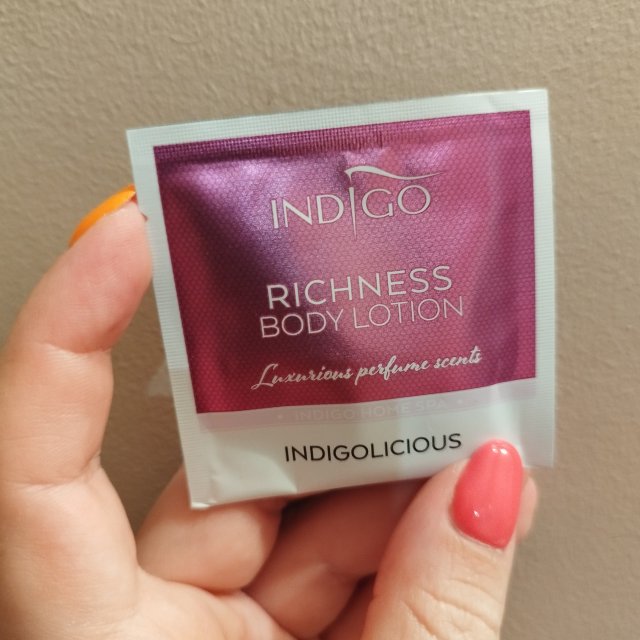 INDIGO
RICHNESS
BODY LOTION
Luxurious perfume scents
• INDIGO HOME SPA •
INDIGOLICIOUS